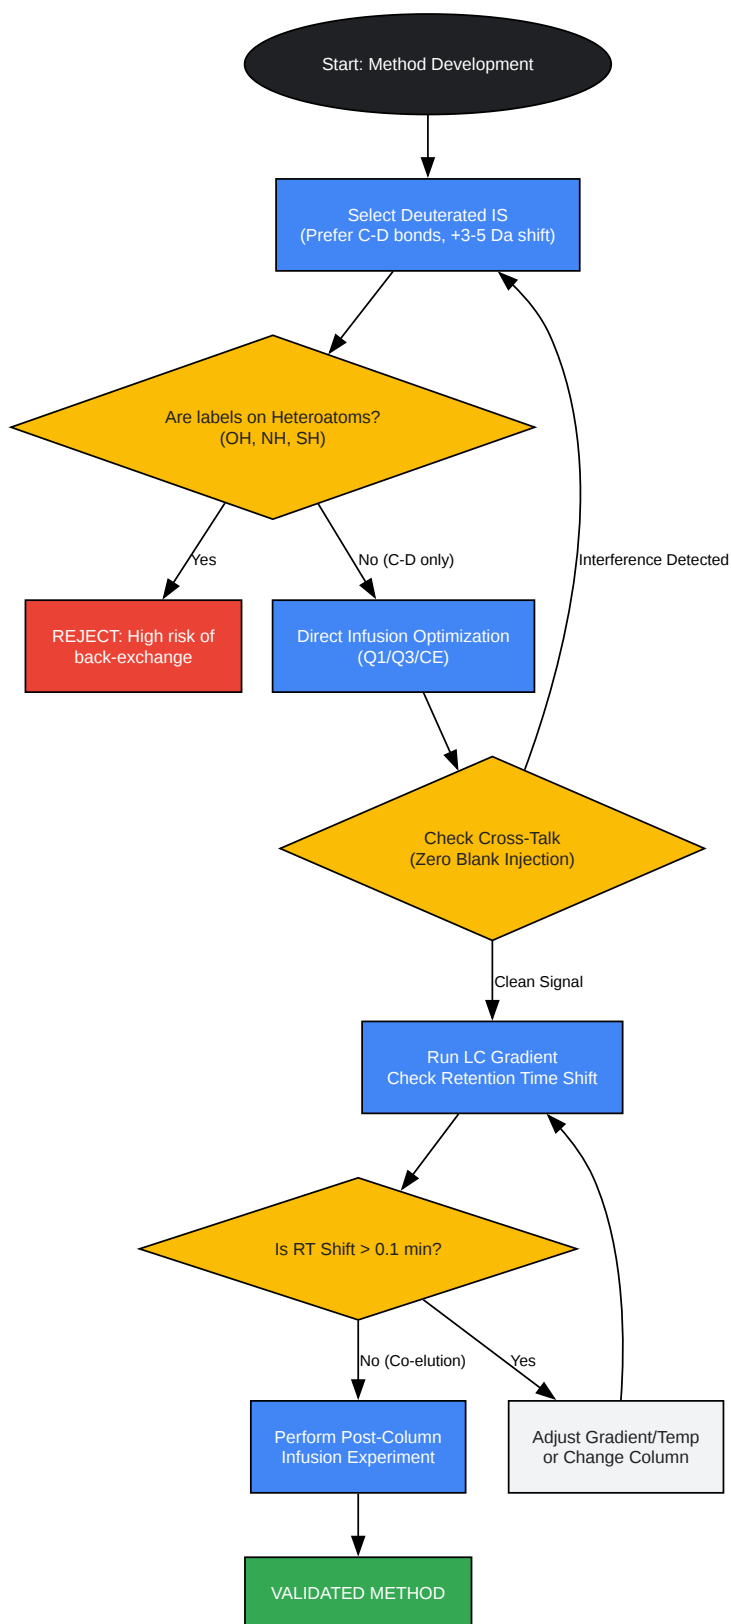 Start: Method Development
Select Deuterated IS
(Prefer C-D bonds, +3-5 Da shift)
Are labels on Heteroatoms?
(OH, NH, SH)
Yes
No (C-D only)
Interference Detected
REJECT: High risk of
back-exchange
Direct Infusion Optimization
(Q1/Q3/CE)
Check Cross-Talk
(Zero Blank Injection)
Clean Signal
Run LC Gradient
Check Retention Time Shift
Is RT Shift > 0.1 min?
No (Co-elution)
Yes
Perform Post-Column
Infusion Experiment
Adjust Gradient/Temp
or Change Column
VALIDATED METHOD